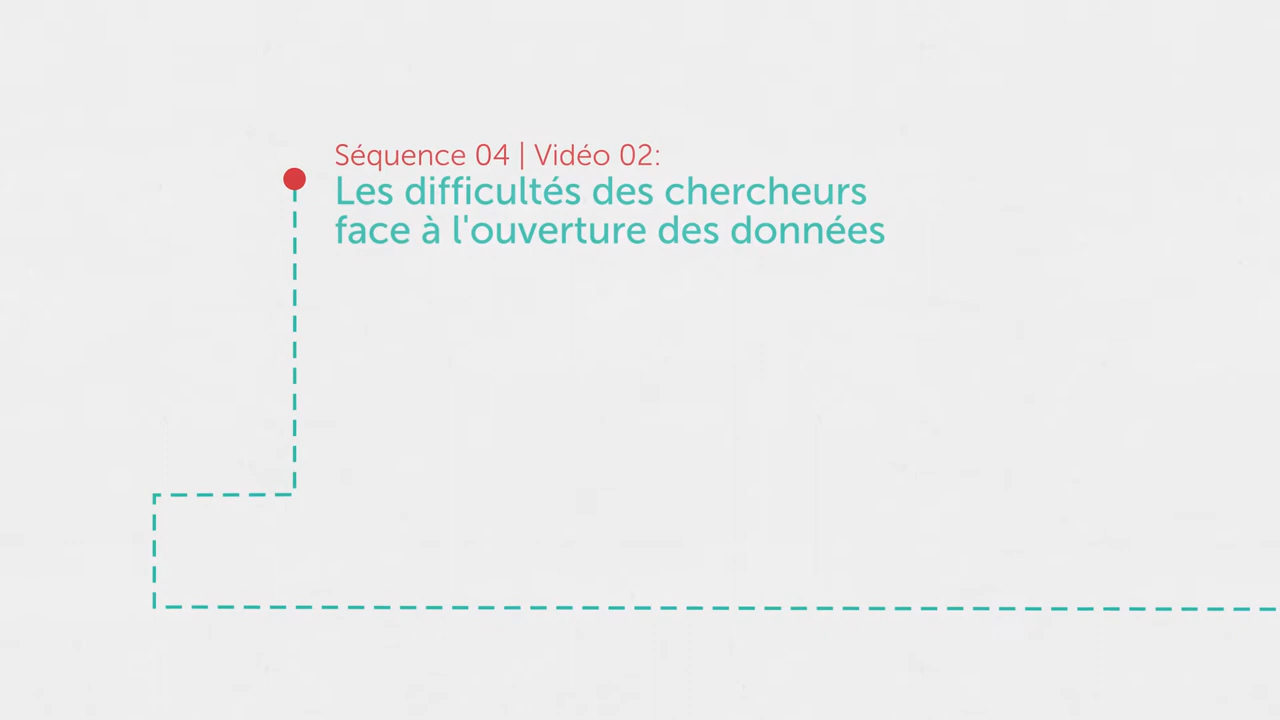 Séquence 04 | Vidéo 02:
Les difficultés des chercheurs
face à l'ouverture des données